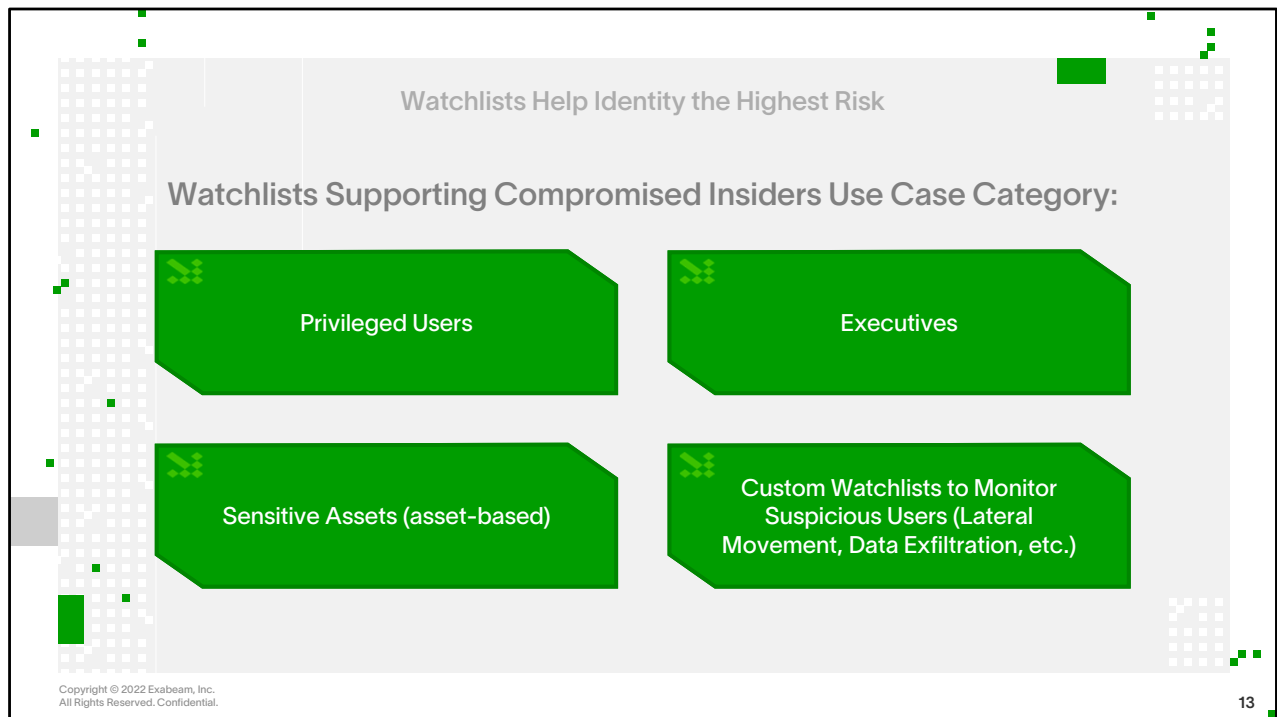 Watchlists Help Identity the Highest Risk
Watchlists Supporting Compromised Insiders Use Case Category:
Privileged Users
Executives
Sensitive Assets (asset-based)
Custom Watchlists to Monitor
Suspicious Users (Lateral
Movement, Data Exfiltration, etc.)
Copyright © 2022 Exabeam, Inc.
All Rights Reserved. Confidential.
13